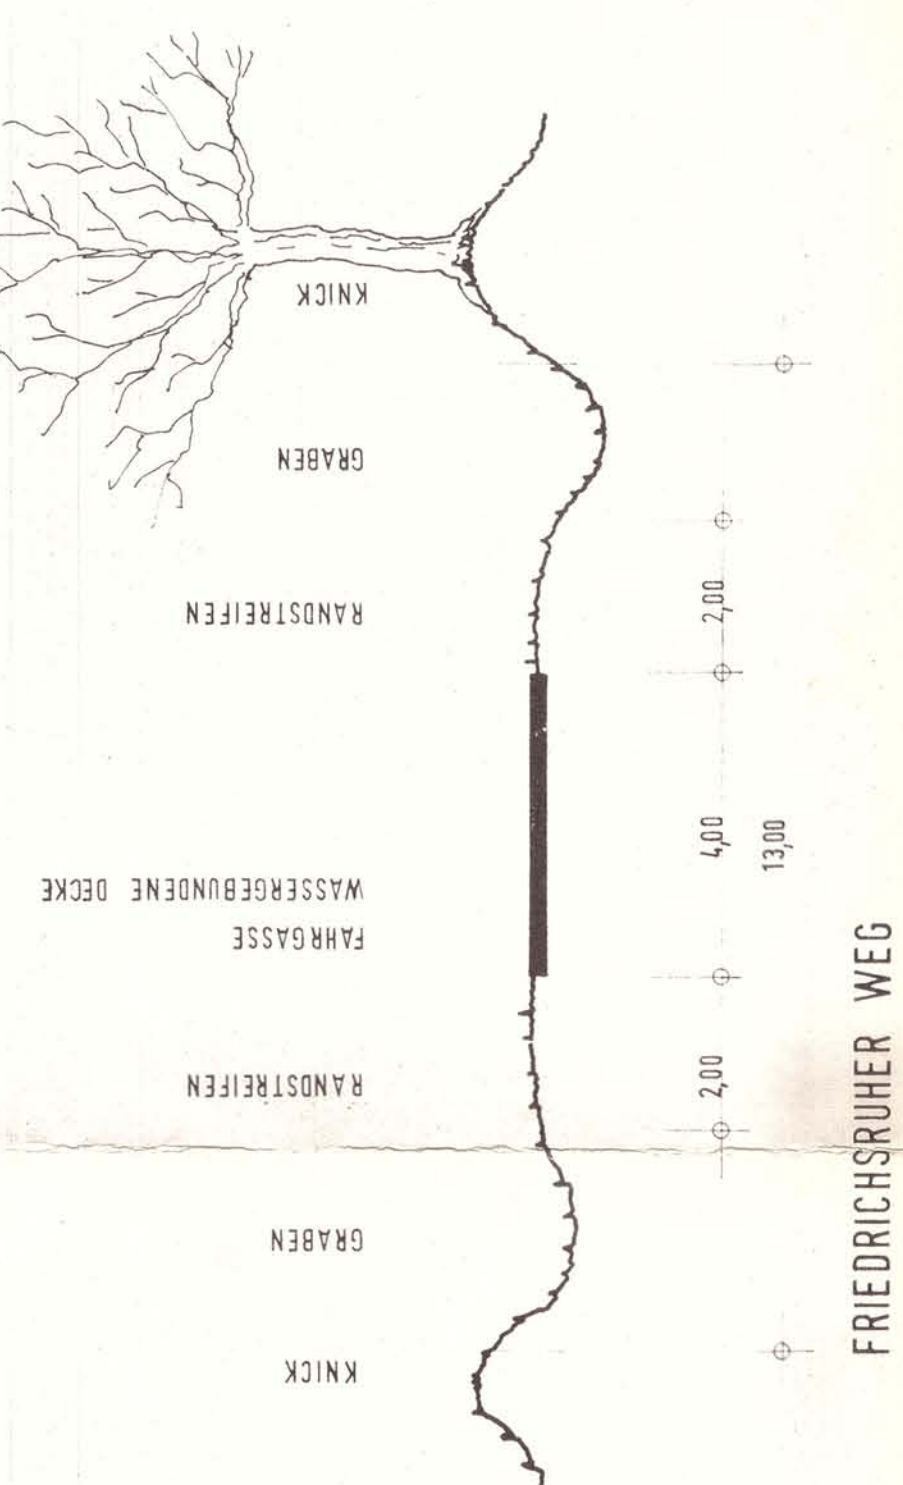 KNICK
GRABEN
RANDSTREIFEN
FAHRGASSE
WASSERGEBUNDENE DECKE
RANDSTREIFEN
GRABEN
KNICK
2,00
4,00
2,00
13,00
FRIEDRICHSRUHER WEG